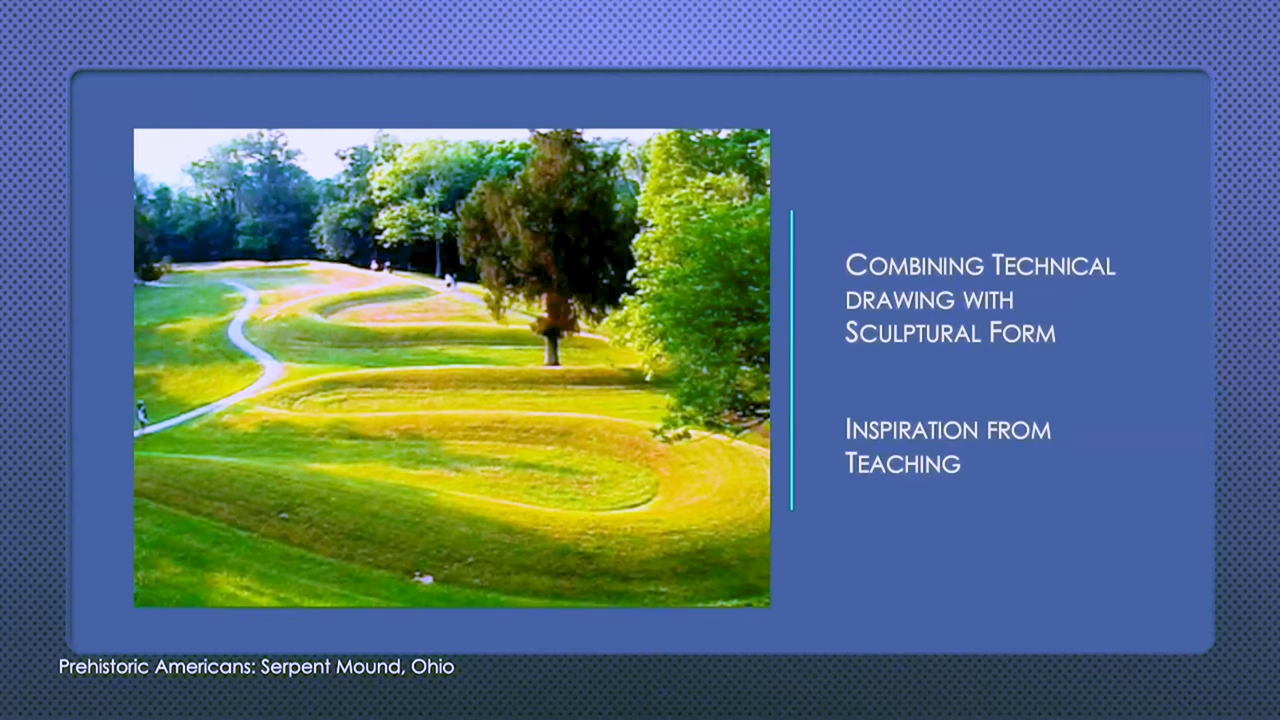 Combining Technical
drawing with
Sculptural Form
Inspiration from
Teaching
Prehistoric Americans: Serpent Mound, Ohio